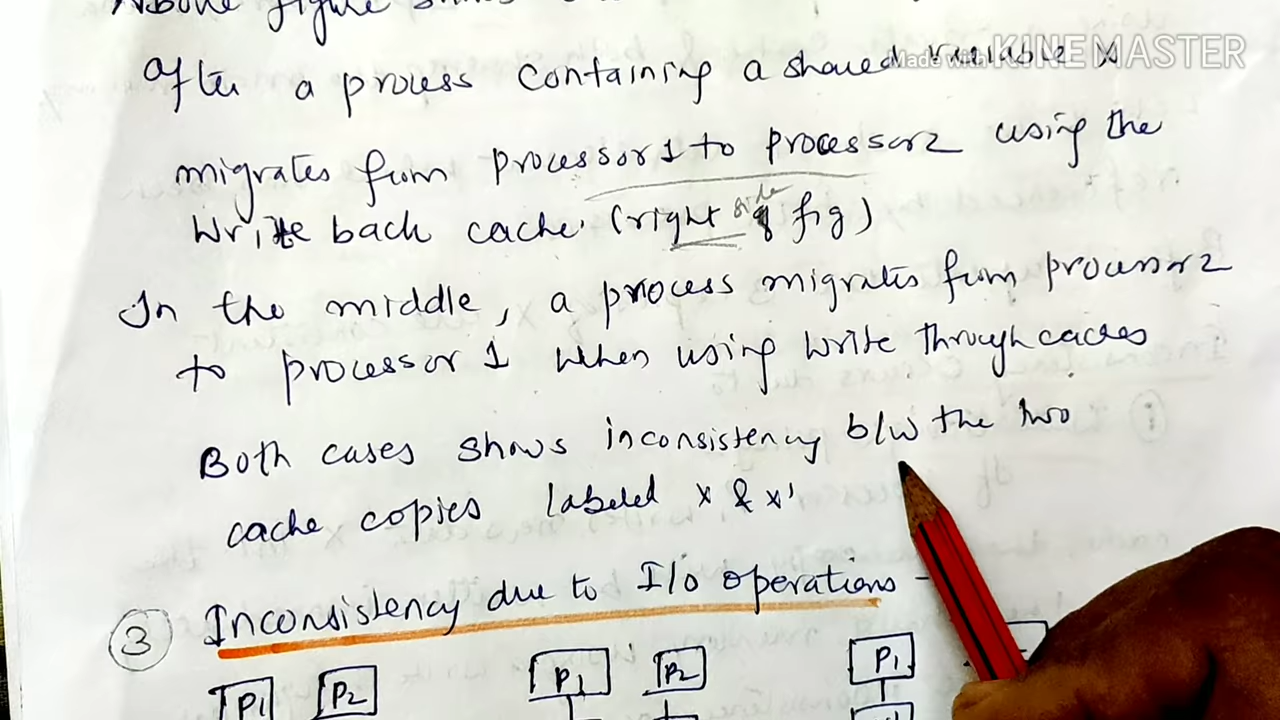 Above figure shows
After a process containing a shared variable x
Made with KINEMASTER
migrates from processor 1 to processor 2 using the
Write back cache. (right side of fig)
In the middle, a process migrates from processor 2
to processor 1 when using write through caches
Both cases shows inconsistency b/w the two
cache copies labeled x & x'
③ Inconsistency due to I/o operations -
P1 P2 P1 P2 P1